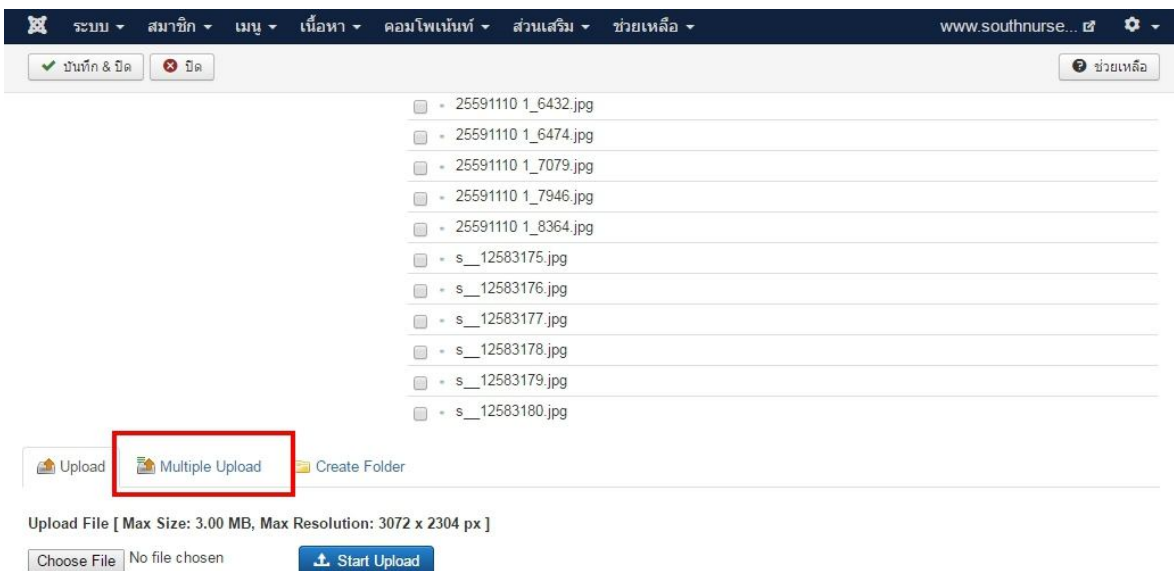 ระบบ สมาชิก เมนู เนื้อหา คอมโพเน้นท์ ส่วนเสริม ช่วยเหลือ www.southnurse...
บันทึก & ปิด ปิด ช่วยเหลือ
25591110 1_6432.jpg
25591110 1_6474.jpg
25591110 1_7079.jpg
25591110 1_7946.jpg
25591110 1_8364.jpg
s__12583175.jpg
s__12583176.jpg
s__12583177.jpg
s__12583178.jpg
s__12583179.jpg
s__12583180.jpg
Upload Multiple Upload Create Folder
Upload File [ Max Size: 3.00 MB, Max Resolution: 3072 x 2304 px ]
Choose File No file chosen Start Upload